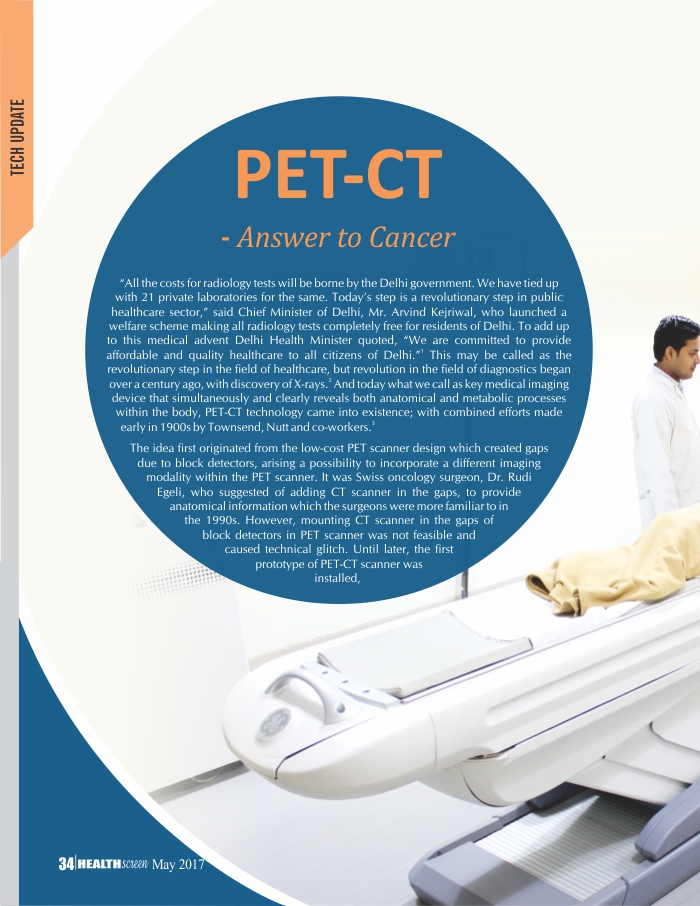 TECH UPDATE
PET-CT
- Answer to Cancer
“All the costs for radiology tests will be borne by the Delhi government. We have tied up
with 21 private laboratories for the same. Today’s step is a revolutionary step in public
healthcare sector,” said Chief Minister of Delhi, Mr. Arvind Kejriwal, who launched a
welfare scheme making all radiology tests completely free for residents of Delhi. To add up
to this medical advent Delhi Health Minister quoted, “We are committed to provide
affordable and quality healthcare to all citizens of Delhi.”1 This may be called as the
revolutionary step in the field of healthcare, but revolution in the field of diagnostics began
over a century ago, with discovery of X-rays.2 And today what we call as key medical imaging
device that simultaneously and clearly reveals both anatomical and metabolic processes
within the body, PET-CT technology came into existence; with combined efforts made
early in 1900s by Townsend, Nutt and co-workers.3
The idea first originated from the low-cost PET scanner design which created gaps
due to block detectors, arising a possibility to incorporate a different imaging
modality within the PET scanner. It was Swiss oncology surgeon, Dr. Rudi
Egeli, who suggested of adding CT scanner in the gaps, to provide
anatomical information which the surgeons were more familiar to in
the 1990s. However, mounting CT scanner in the gaps of
block detectors in PET scanner was not feasible and
caused technical glitch. Until later, the first
prototype of PET-CT scanner was
installed,
34 HEALTHscreen May 2017